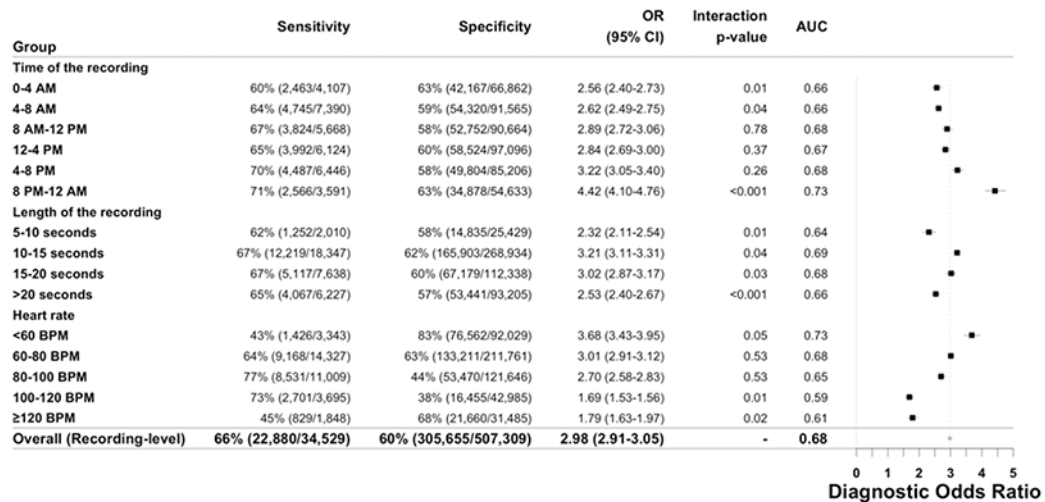 Group Sensitivity Specificity OR (95% CI) Interaction p-value AUC
Time of the recording
0-4 AM 60% (2,463/4,107) 63% (42,167/66,862) 2.56 (2.40-2.73) 0.01 0.66
4-8 AM 64% (4,745/7,390) 59% (54,320/91,565) 2.62 (2.49-2.75) 0.04 0.66
8 AM-12 PM 67% (3,824/5,668) 58% (52,752/90,664) 2.89 (2.72-3.06) 0.78 0.68
12-4 PM 65% (3,992/6,124) 60% (58,524/97,096) 2.84 (2.69-3.00) 0.37 0.67
4-8 PM 70% (4,487/6,446) 58% (49,804/85,206) 3.22 (3.05-3.40) 0.26 0.68
8 PM-12 AM 71% (2,566/3,591) 63% (34,878/54,633) 4.42 (4.10-4.76) <0.001 0.73
Length of the recording
5-10 seconds 62% (1,252/2,010) 58% (14,835/25,429) 2.32 (2.11-2.54) 0.01 0.64
10-15 seconds 67% (12,219/18,347) 62% (165,903/268,934) 3.21 (3.11-3.31) 0.04 0.69
15-20 seconds 67% (5,117/7,638) 60% (67,179/112,338) 3.02 (2.87-3.17) 0.03 0.68
>20 seconds 65% (4,067/6,227) 57% (53,441/93,205) 2.53 (2.40-2.67) <0.001 0.66
Heart rate
<60 BPM 43% (1,426/3,343) 83% (76,562/92,029) 3.68 (3.43-3.95) 0.05 0.73
60-80 BPM 64% (9,168/14,327) 63% (133,211/211,761) 3.01 (2.91-3.12) 0.53 0.68
80-100 BPM 77% (8,531/11,009) 44% (53,470/121,646) 2.70 (2.58-2.83) 0.53 0.65
100-120 BPM 73% (2,701/3,695) 38% (16,455/42,985) 1.69 (1.53-1.56) 0.01 0.59
≥120 BPM 45% (829/1,848) 68% (21,660/31,485) 1.79 (1.63-1.97) 0.02 0.61
Overall (Recording-level) 66% (22,880/34,529) 60% (305,655/507,309) 2.98 (2.91-3.05) - 0.68
0 1 2 3 4 5
Diagnostic Odds Ratio